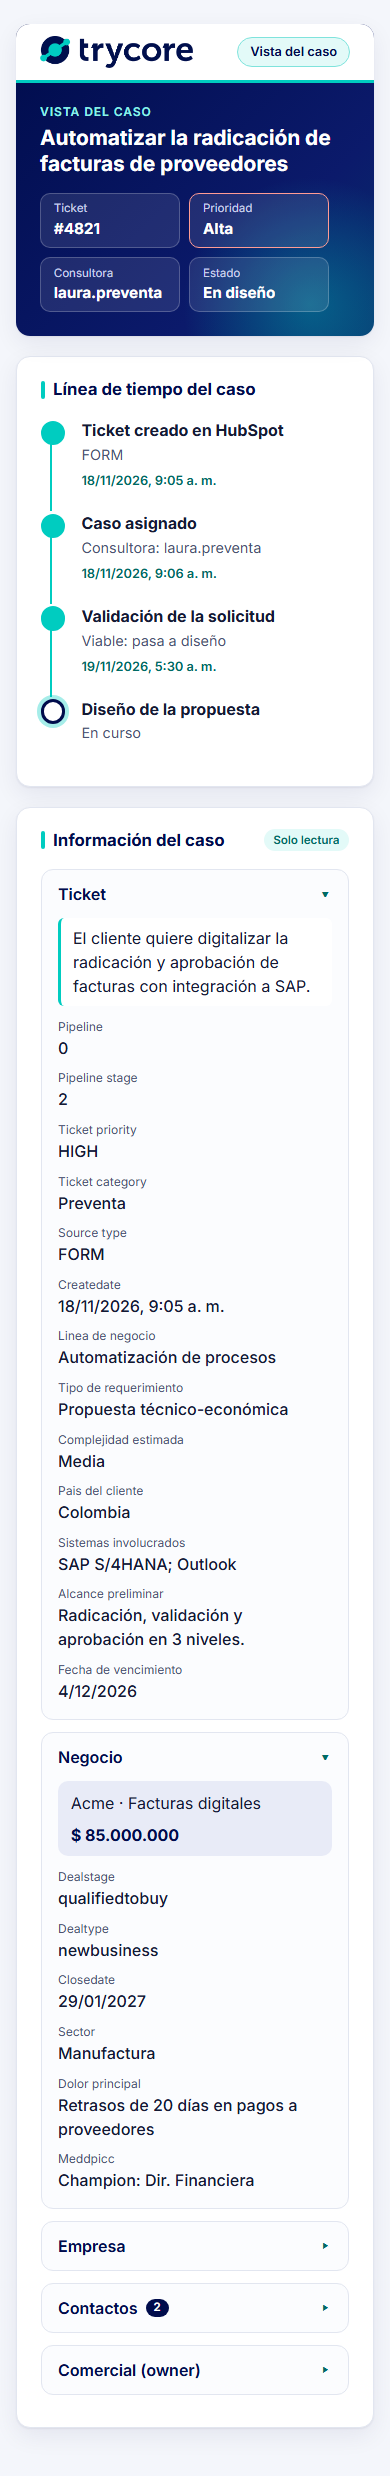 trycore
Vista del caso
VISTA DEL CASO
Automatizar la radicación de
facturas de proveedores
Ticket
#4821
Prioridad
Alta
Consultora
laura.preventa
Estado
En diseño
Línea de tiempo del caso
Ticket creado en HubSpot
FORM
18/11/2026, 9:05 a. m.
Caso asignado
Consultora: laura.preventa
18/11/2026, 9:06 a. m.
Validación de la solicitud
Viable: pasa a diseño
19/11/2026, 5:30 a. m.
Diseño de la propuesta
En curso
Información del caso
Solo lectura
Ticket
El cliente quiere digitalizar la
radicación y aprobación de
facturas con integración a SAP.
Pipeline
0
Pipeline stage
2
Ticket priority
HIGH
Ticket category
Preventa
Source type
FORM
Createdate
18/11/2026, 9:05 a. m.
Linea de negocio
Automatización de procesos
Tipo de requerimiento
Propuesta técnico-económica
Complejidad estimada
Media
Pais del cliente
Colombia
Sistemas involucrados
SAP S/4HANA; Outlook
Alcance preliminar
Radicación, validación y
aprobación en 3 niveles.
Fecha de vencimiento
4/12/2026
Negocio
Acme · Facturas digitales
$ 85.000.000
Dealstage
qualifiedtobuy
Dealtype
newbusiness
Closedate
29/01/2027
Sector
Manufactura
Dolor principal
Retrasos de 20 días en pagos a
proveedores
Meddpicc
Champion: Dir. Financiera
Empresa
Contactos 2
Comercial (owner)